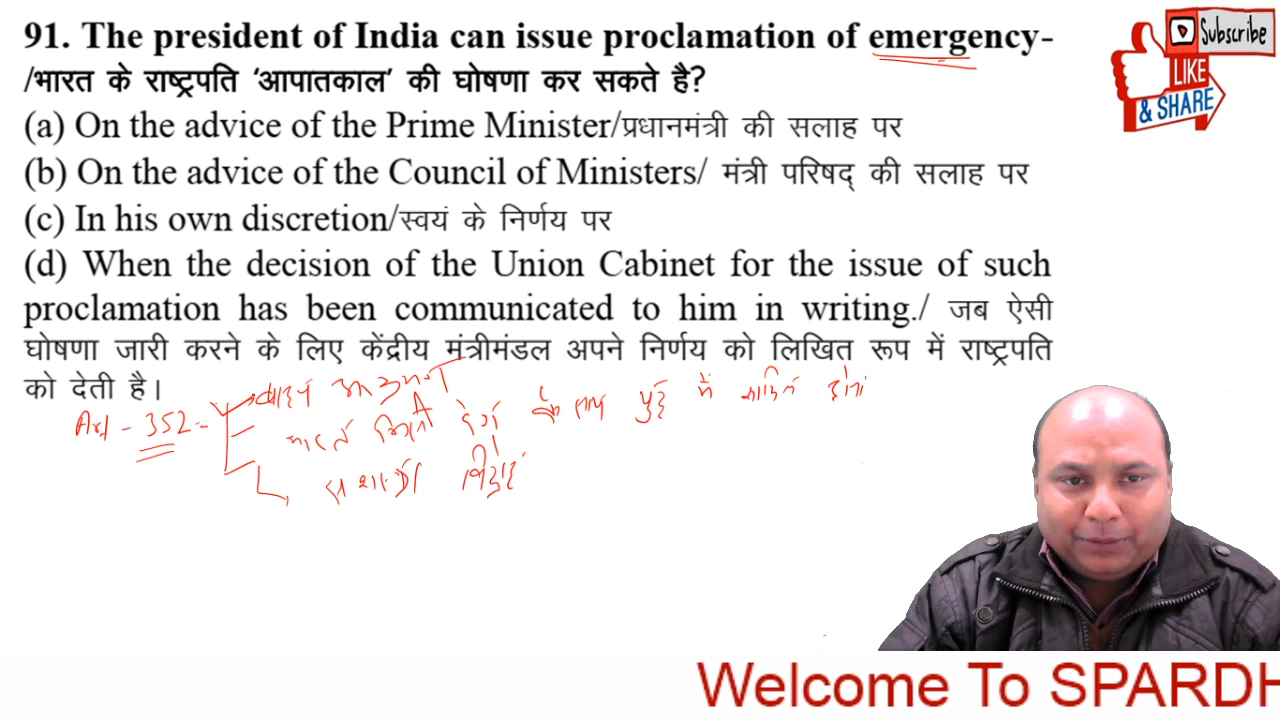 91. The president of India can issue proclamation of emergency-
/भारत के राष्ट्रपति ‘आपातकाल’ की घोषणा कर सकते है?
(a) On the advice of the Prime Minister/प्रधानमंत्री की सलाह पर
(b) On the advice of the Council of Ministers/ मंत्री परिषद् की सलाह पर
(c) In his own discretion/स्वयं के निर्णय पर
(d) When the decision of the Union Cabinet for the issue of such
proclamation has been communicated to him in writing./ जब ऐसी
घोषणा जारी करने के लिए केंद्रीय मंत्रीमंडल अपने निर्णय को लिखित रूप में राष्ट्रपति
को देती है।
Art - 352
Subscribe
LIKE
& SHARE
Welcome To SPARDH